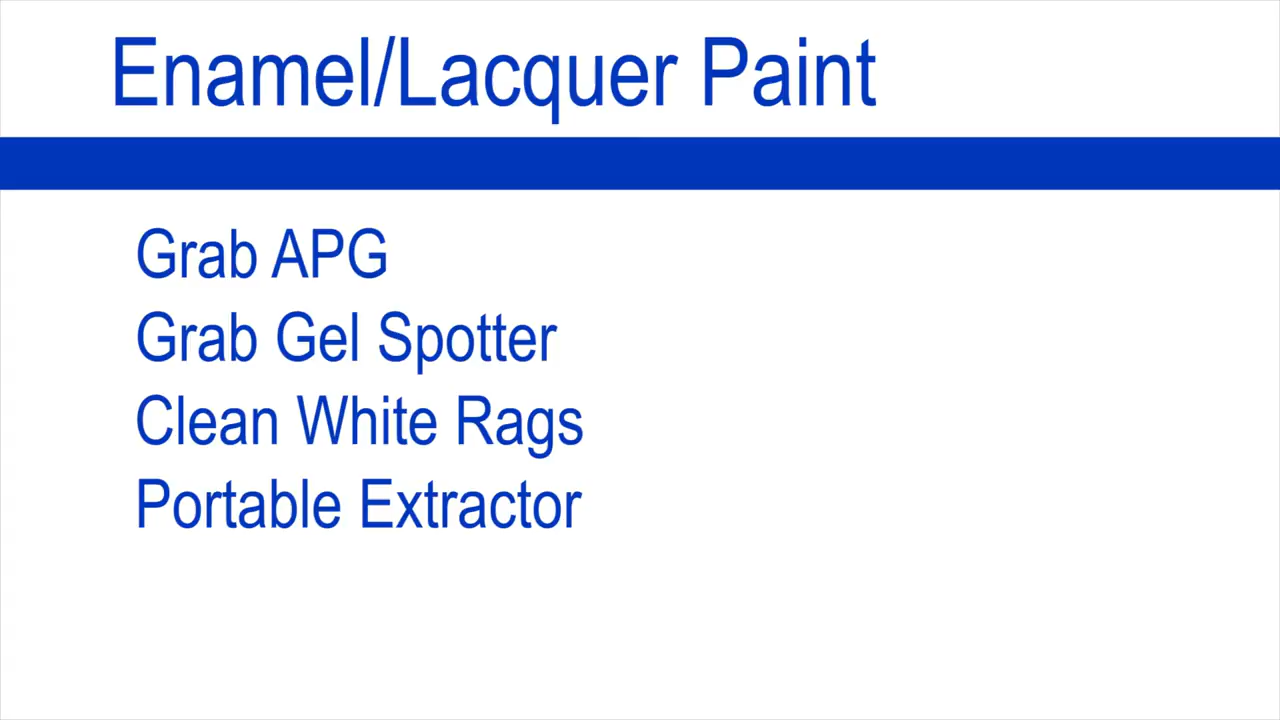 Enamel/Lacquer Paint
Grab APG
Grab Gel Spotter
Clean White Rags
Portable Extractor